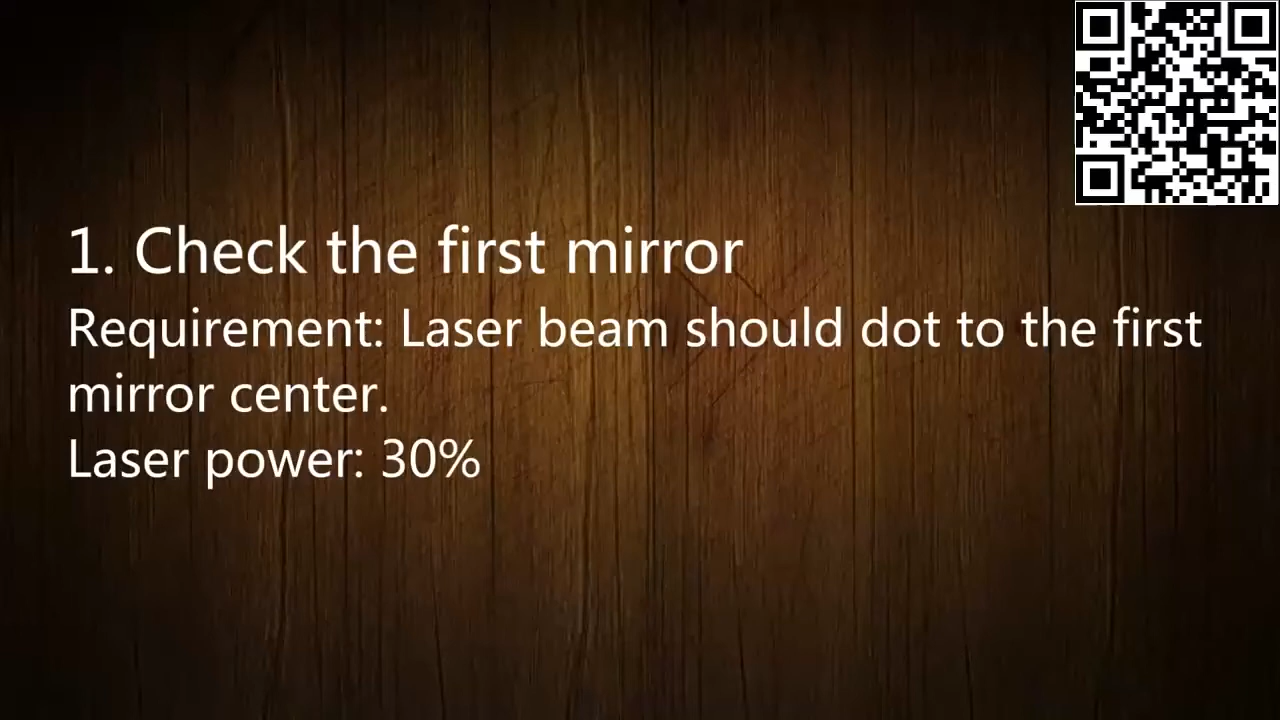 1. Check the first mirror
Requirement: Laser beam should dot to the first
mirror center.
Laser power: 30%